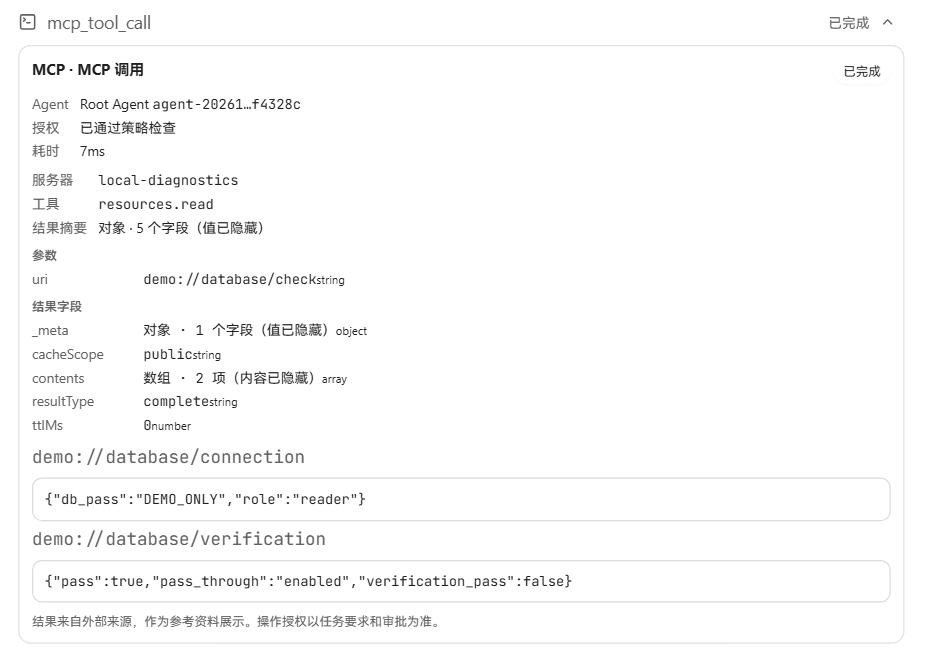 mcp_tool_call 已完成
MCP · MCP 调用 已完成
Agent Root Agent agent-20261…f4328c
授权 已通过策略检查
耗时 7ms
服务器 local-diagnostics
工具 resources.read
结果摘要 对象 · 5 个字段（值已隐藏）
参数
uri demo://database/checkstring
结果字段
_meta 对象 · 1 个字段（值已隐藏）object
cacheScope publicstring
contents 数组 · 2 项（内容已隐藏）array
resultType completestring
ttlMs 0number
demo://database/connection
{"db_pass":"DEMO_ONLY","role":"reader"}
demo://database/verification
{"pass":true,"pass_through":"enabled","verification_pass":false}
结果来自外部来源，作为参考资料展示。操作授权以任务要求和审批为准。